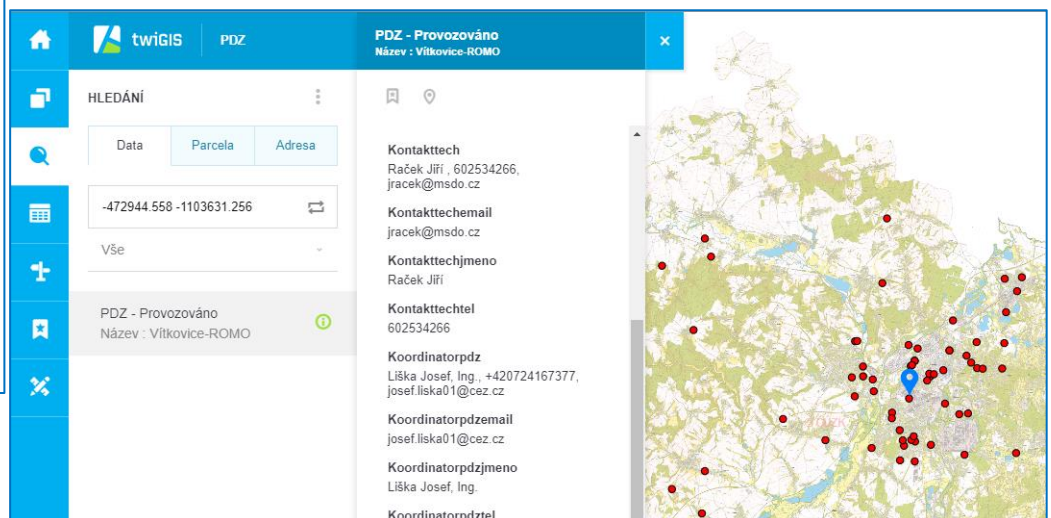 twiGIS
PDZ
HLEDÁNÍ
Data
Parcela
Adresa
-472944.558 -1103631.256
Vše
PDZ - Provozováno
Název : Vítkovice-ROMO
PDZ - Provozováno
Název : Vítkovice-ROMO
×
Kontakttech
Raček Jiří , 602534266,
jracek@msdo.cz
Kontakttechemail
jracek@msdo.cz
Kontakttechjmeno
Raček Jiří
Kontakttechtel
602534266
Koordinatorpdz
Liška Josef, Ing., +420724167377,
josef.liska01@cez.cz
Koordinatorpdzemail
josef.liska01@cez.cz
Koordinatorpdzjmeno
Liška Josef, Ing.
Koordinatorpdztel